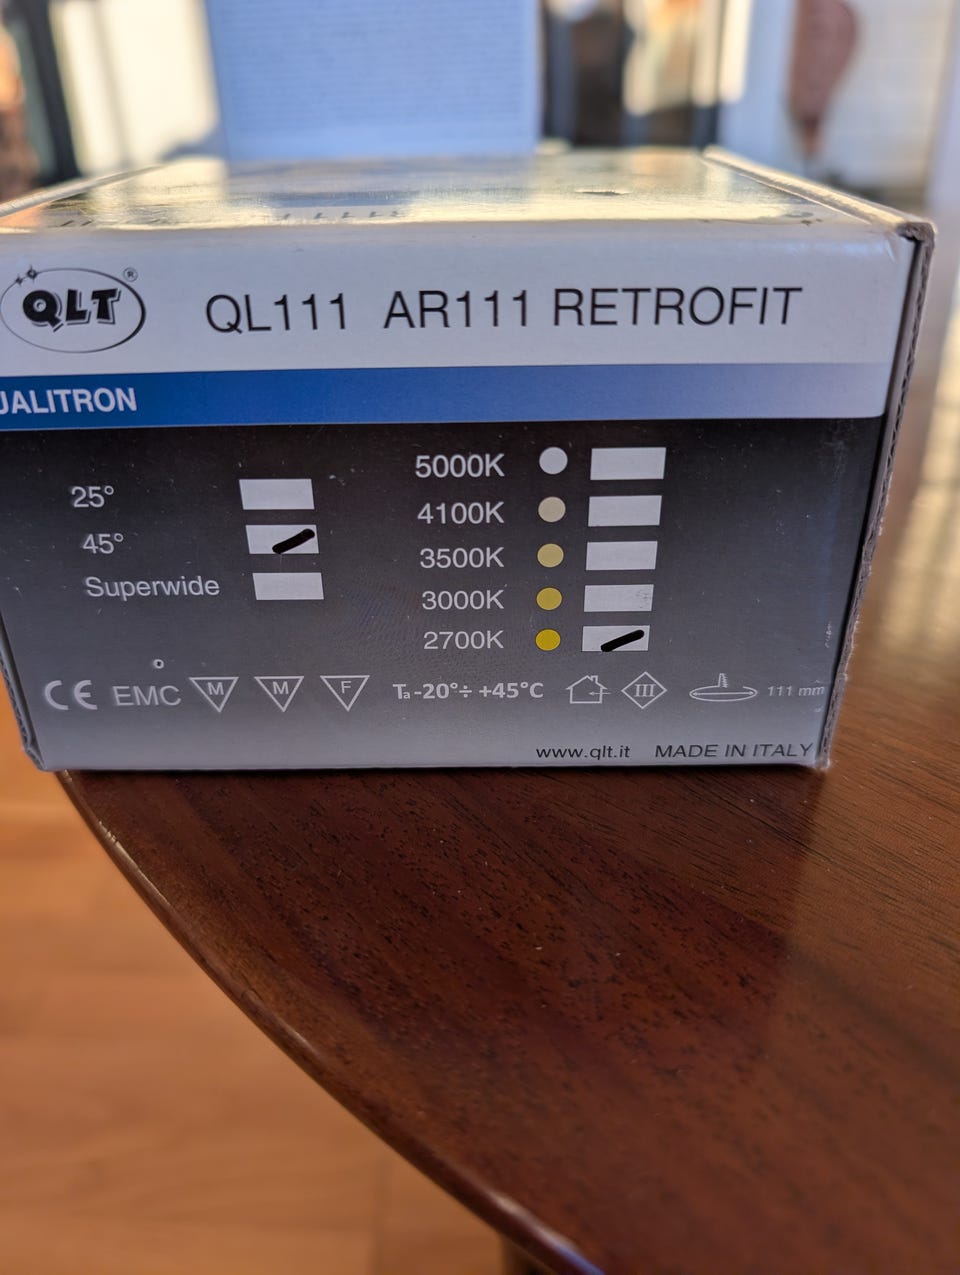 QLT®
QL111 AR111 RETROFIT
UALITRON
25°
45°
Superwide
5000K
4100K
3500K
3000K
2700K
CE EMC M M F Ta -20°÷ +45°C III 111 mm
www.qlt.it MADE IN ITALY